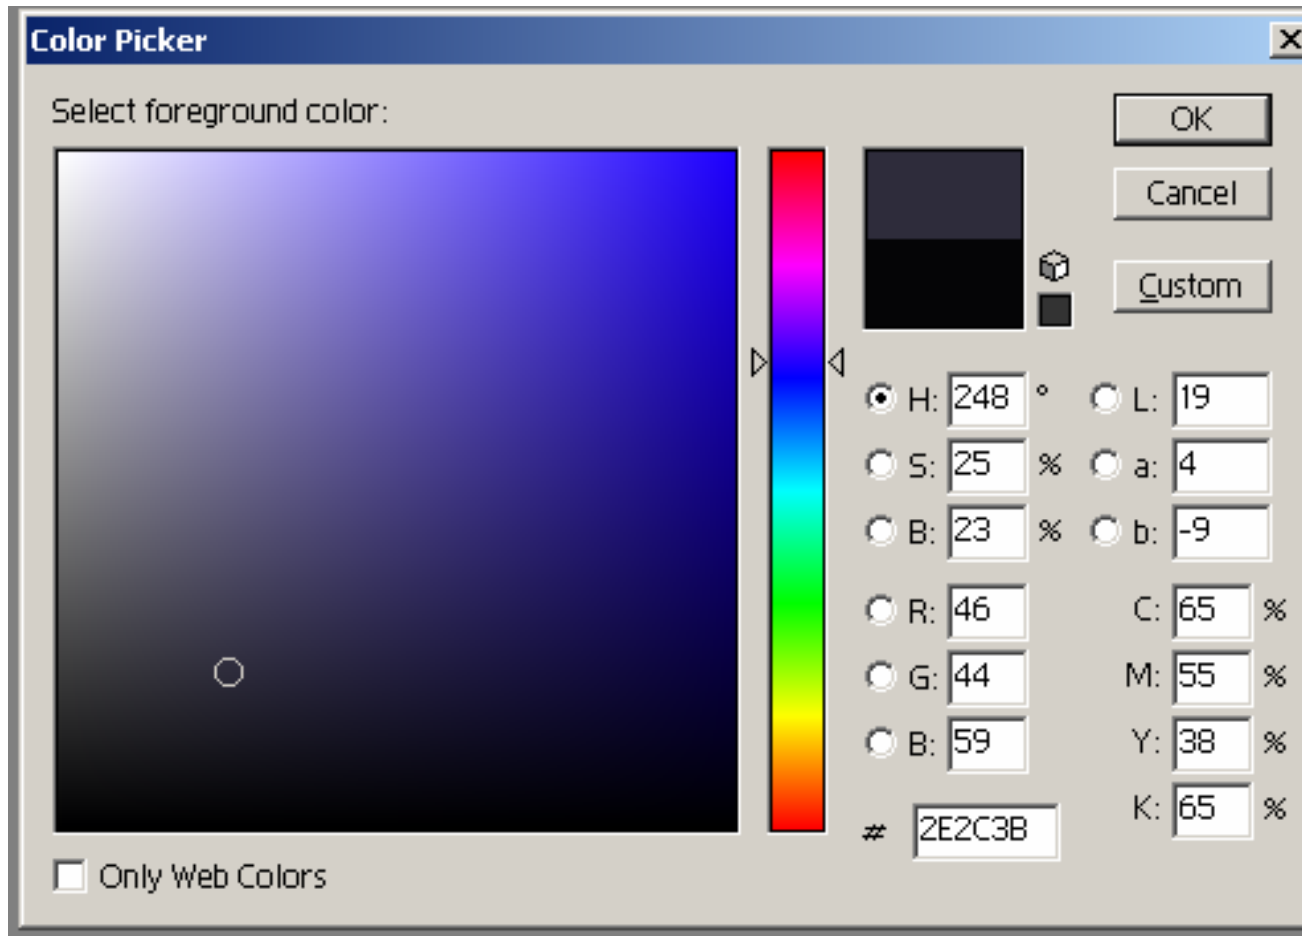 Color Picker
Select foreground color:
OK
Cancel
Custom
H: 248 °
L: 19
S: 25 %
a: 4
B: 23 %
b: -9
R: 46
C: 65 %
G: 44
M: 55 %
B: 59
Y: 38 %
# 2E2C3B
K: 65 %
Only Web Colors